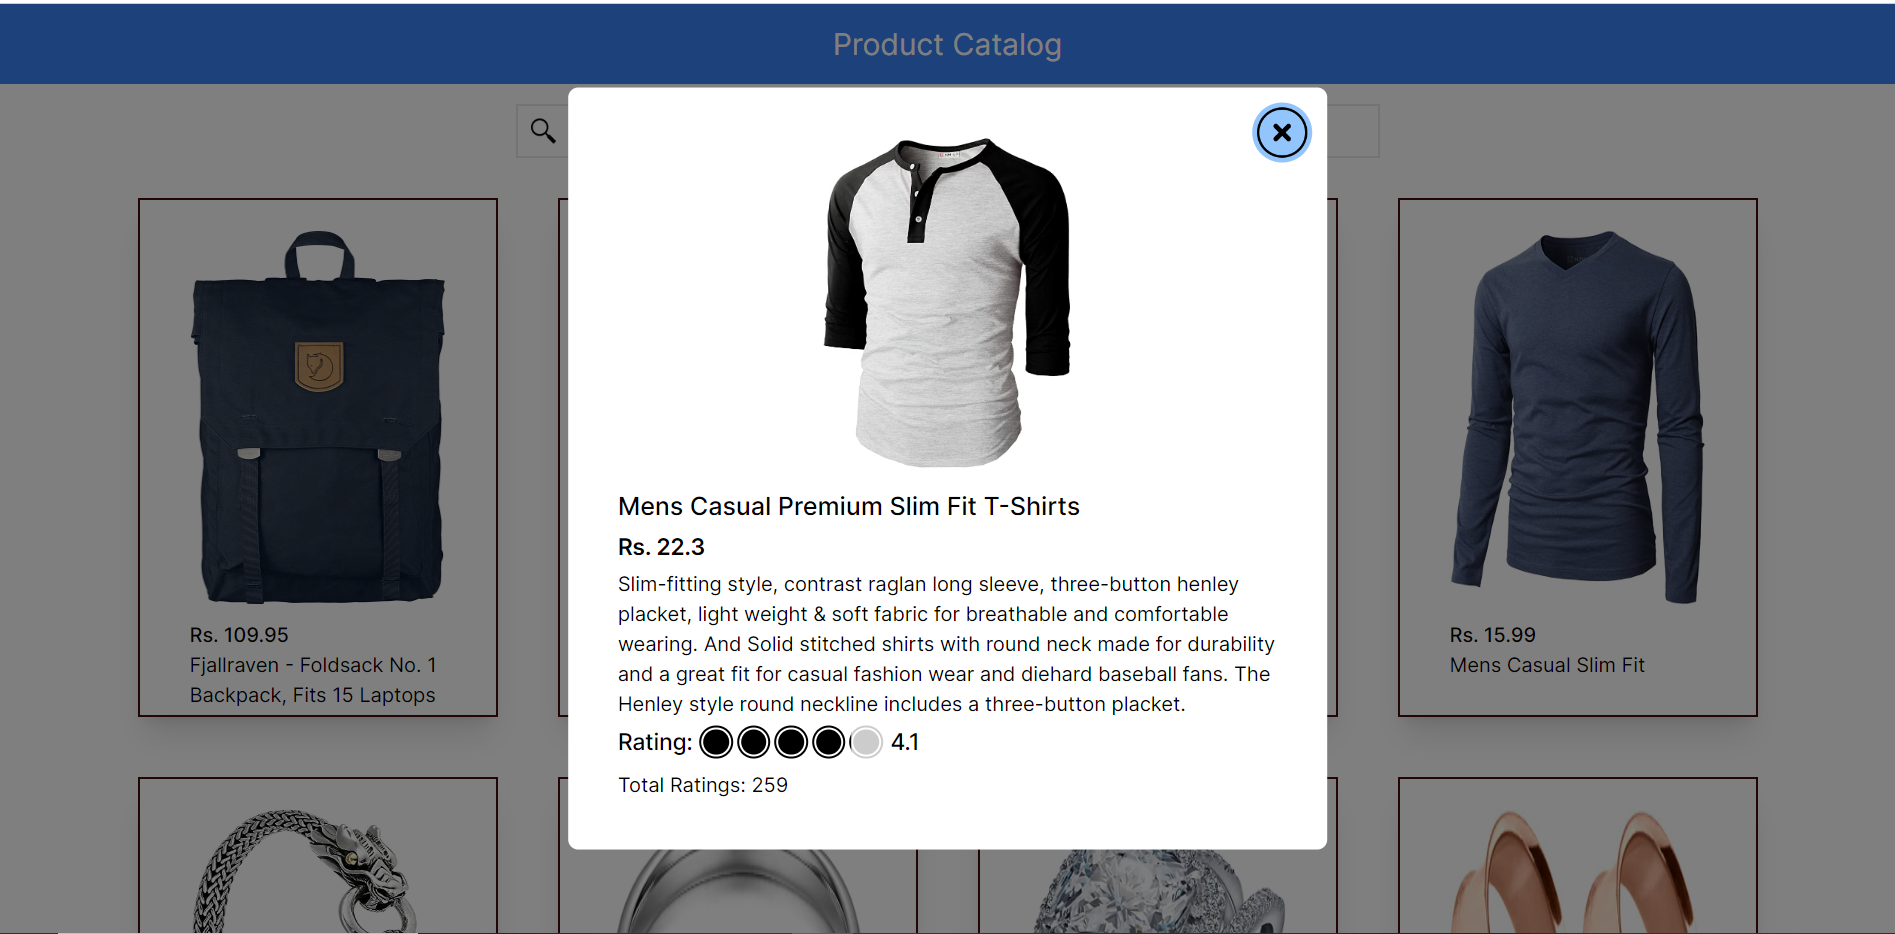 Product Catalog
Mens Casual Premium Slim Fit T-Shirts
Rs. 22.3
Slim-fitting style, contrast raglan long sleeve, three-button henley
placket, light weight & soft fabric for breathable and comfortable
wearing. And Solid stitched shirts with round neck made for durability
and a great fit for casual fashion wear and diehard baseball fans. The
Henley style round neckline includes a three-button placket.
Rating: 4.1
Total Ratings: 259
Rs. 109.95
Fjallraven - Foldsack No. 1
Backpack, Fits 15 Laptops
Rs. 15.99
Mens Casual Slim Fit